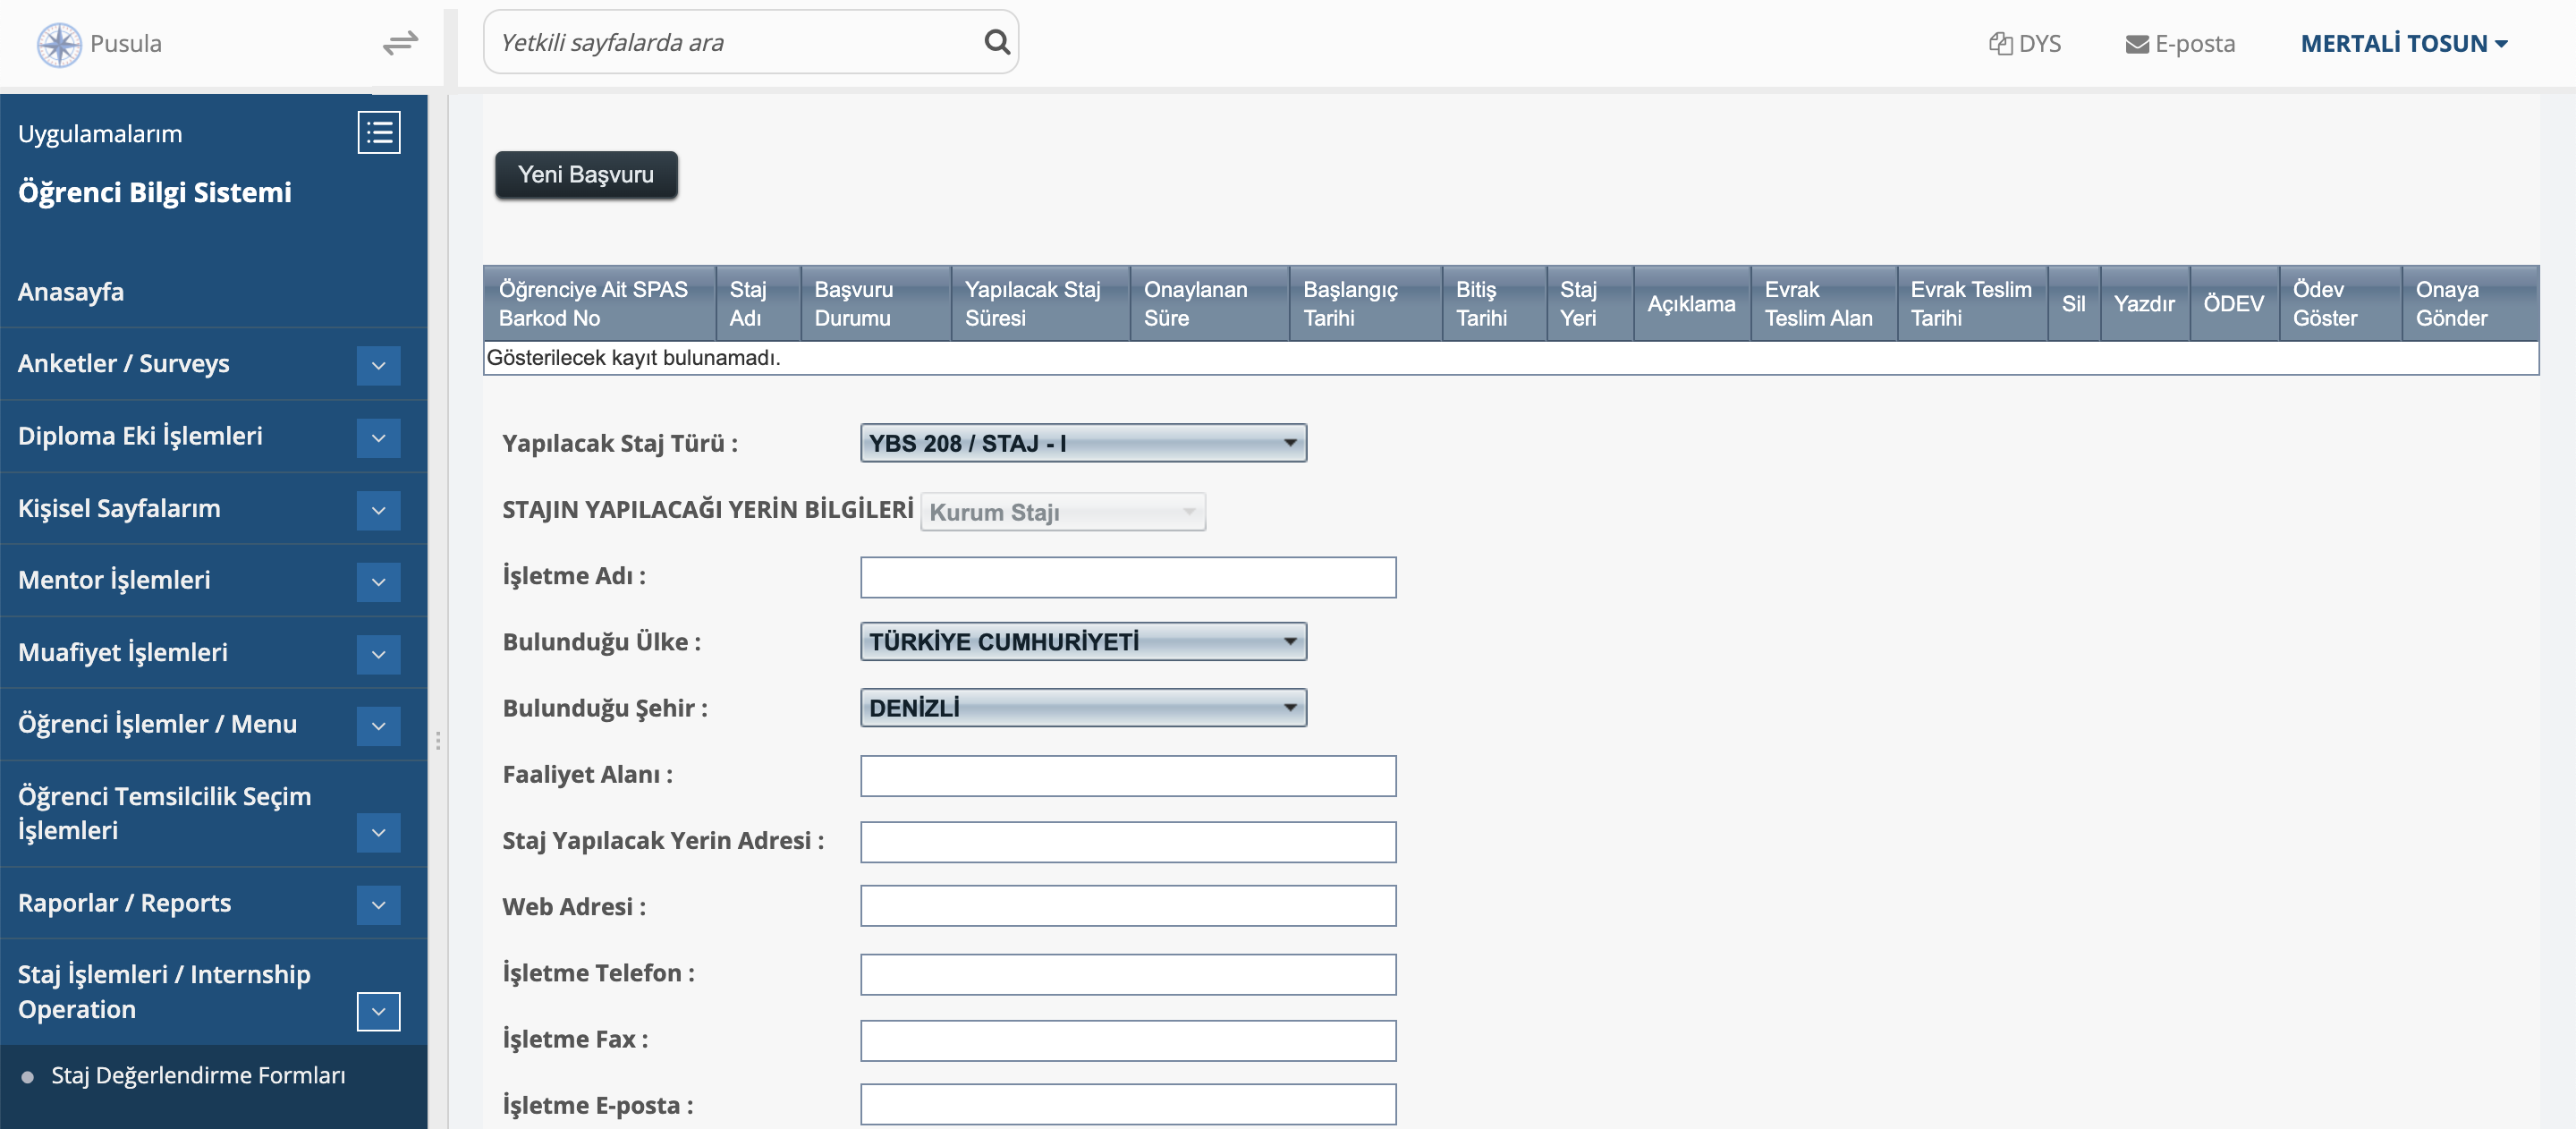 Pusula
Yetkili sayfalarda ara
DYS
E-posta
MERTALİ TOSUN
Uygulamalarım
Öğrenci Bilgi Sistemi
Anasayfa
Anketler / Surveys
Diploma Eki İşlemleri
Kişisel Sayfalarım
Mentor İşlemleri
Muafiyet İşlemleri
Öğrenci İşlemler / Menu
Öğrenci Temsilcilik Seçim
İşlemleri
Raporlar / Reports
Staj İşlemleri / Internship
Operation
Staj Değerlendirme Formları
Yeni Başvuru
Öğrenciye Ait SPAS
Barkod No
Staj
Adı
Başvuru
Durumu
Yapılacak Staj
Süresi
Onaylanan
Süre
Başlangıç
Tarihi
Bitiş
Tarihi
Staj
Yeri
Açıklama
Evrak
Teslim Alan
Evrak Teslim
Tarihi
Sil
Yazdır
ÖDEV
Ödev
Göster
Onaya
Gönder
Gösterilecek kayıt bulunamadı.
Yapılacak Staj Türü :
YBS 208 / STAJ - I
STAJIN YAPILACAĞI YERİN BİLGİLERİ
Kurum Stajı
İşletme Adı :
Bulunduğu Ülke :
TÜRKİYE CUMHURİYETİ
Bulunduğu Şehir :
DENİZLİ
Faaliyet Alanı :
Staj Yapılacak Yerin Adresi :
Web Adresi :
İşletme Telefon :
İşletme Fax :
İşletme E-posta :